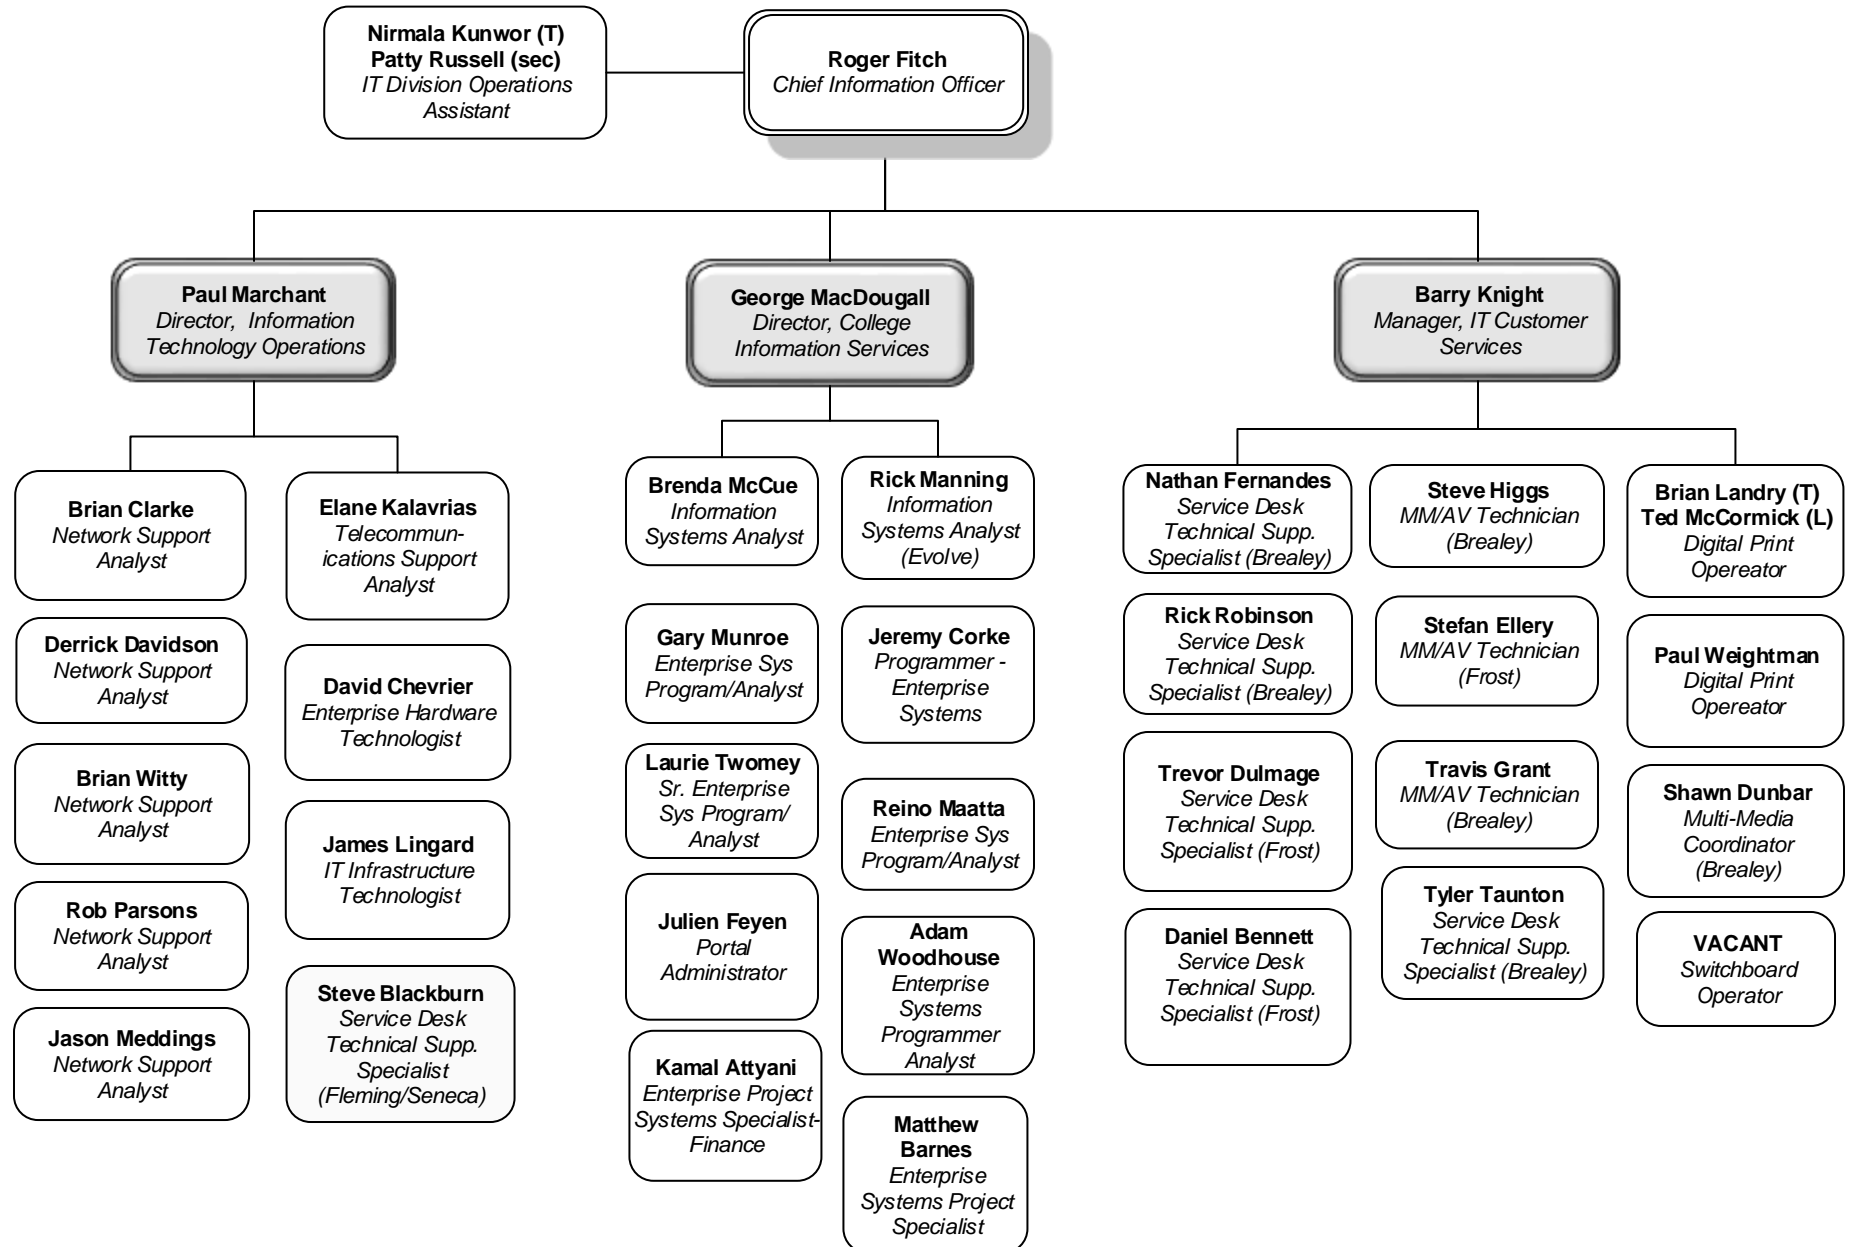 Nirmala Kunwor (T)
Patty Russell (sec)
IT Division Operations
Assistant
Roger Fitch
Chief Information Officer
Paul Marchant
Director, Information
Technology Operations
George MacDougall
Director, College
Information Services
Barry Knight
Manager, IT Customer
Services
Brian Clarke
Network Support
Analyst
Derrick Davidson
Network Support
Analyst
Brian Witty
Network Support
Analyst
Rob Parsons
Network Support
Analyst
Jason Meddings
Network Support
Analyst
Elane Kalavrias
Telecommun-
ications Support
Analyst
David Chevrier
Enterprise Hardware
Technologist
James Lingard
IT Infrastructure
Technologist
Steve Blackburn
Service Desk
Technical Supp.
Specialist
(Fleming/Seneca)
Brenda McCue
Information
Systems Analyst
Gary Munroe
Enterprise Sys
Program/Analyst
Laurie Twomey
Sr. Enterprise
Sys Program/
Analyst
Julien Feyen
Portal
Administrator
Kamal Attyani
Enterprise Project
Systems Specialist-
Finance
Rick Manning
Information
Systems Analyst
(Evolve)
Jeremy Corke
Programmer -
Enterprise
Systems
Reino Maatta
Enterprise Sys
Program/Analyst
Adam
Woodhouse
Enterprise
Systems
Programmer
Analyst
Matthew
Barnes
Enterprise
Systems Project
Specialist
Nathan Fernandes
Service Desk
Technical Supp.
Specialist (Brealey)
Rick Robinson
Service Desk
Technical Supp.
Specialist (Brealey)
Trevor Dulmage
Service Desk
Technical Supp.
Specialist (Frost)
Daniel Bennett
Service Desk
Technical Supp.
Specialist (Frost)
Steve Higgs
MM/AV Technician
(Brealey)
Stefan Ellery
MM/AV Technician
(Frost)
Travis Grant
MM/AV Technician
(Brealey)
Tyler Taunton
Service Desk
Technical Supp.
Specialist (Brealey)
Brian Landry (T)
Ted McCormick (L)
Digital Print
Opereator
Paul Weightman
Digital Print
Opereator
Shawn Dunbar
Multi-Media
Coordinator
(Brealey)
VACANT
Switchboard
Operator